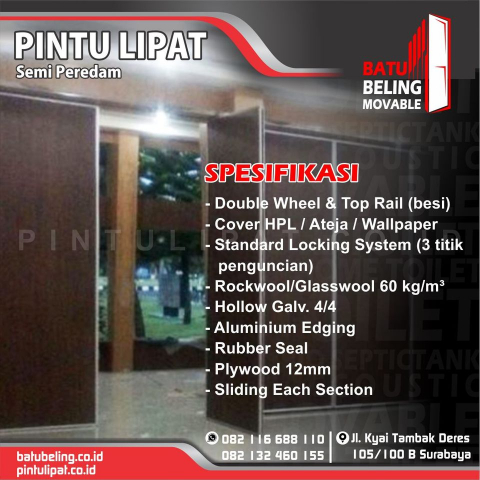 PINTU LIPAT
Semi Peredam
BATU
BELING
MOVABLE
SPESIFIKASI
- Double Wheel & Top Rail (besi)
- Cover HPL / Ateja / Wallpaper
- Standard Locking System (3 titik
penguncian)
- Rockwool/Glasswool 60 kg/m³
- Hollow Galv. 4/4
- Aluminium Edging
- Rubber Seal
- Plywood 12mm
- Sliding Each Section
082 116 688 110
082 132 460 155
Jl. Kyai Tambak Deres
105/100 B Surabaya
batubeling.co.id
pintulipat.co.id